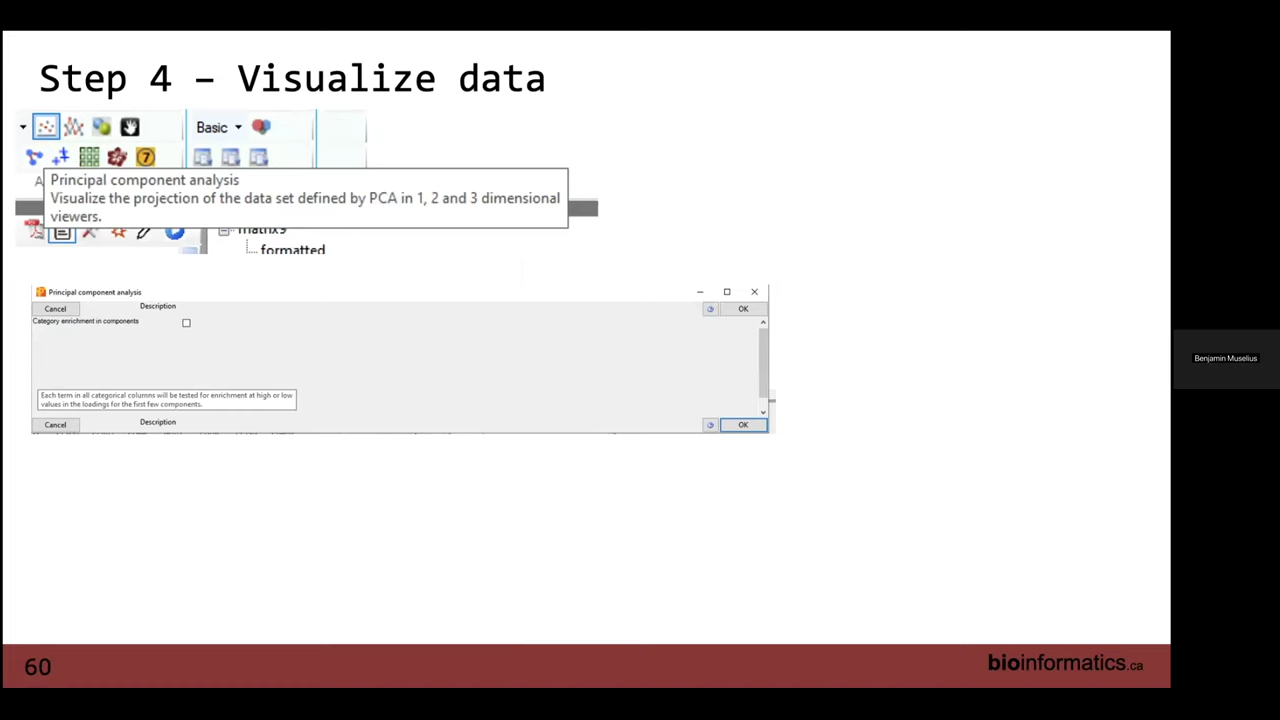 Step 4 – Visualize data
Basic
7
A
Principal component analysis
Visualize the projection of the data set defined by PCA in 1, 2 and 3 dimensional
viewers.
matrix9
formatted
Principal component analysis
Cancel Description OK
Category enrichment in components
Each term in all categorical columns will be tested for enrichment at high or low
values in the loadings for the first few components.
Cancel Description OK
Benjamin Muselius
60
bioinformatics.ca